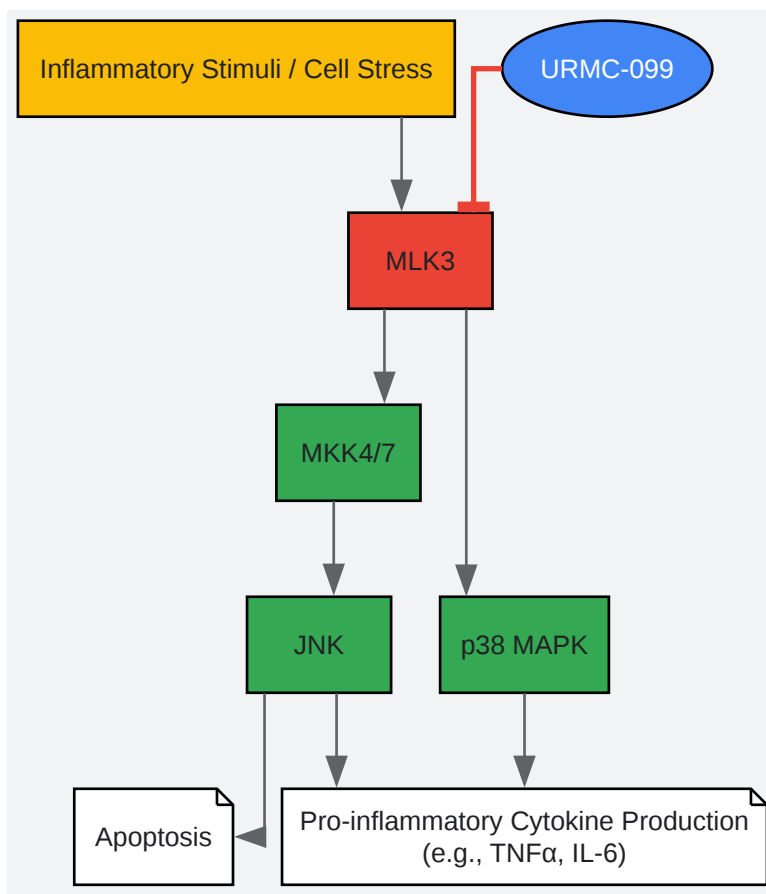 Inflammatory Stimuli / Cell Stress
URMC-099
MLK3
MKK4/7
JNK
p38 MAPK
Apoptosis
Pro-inflammatory Cytokine Production
(e.g., TNFα, IL-6)